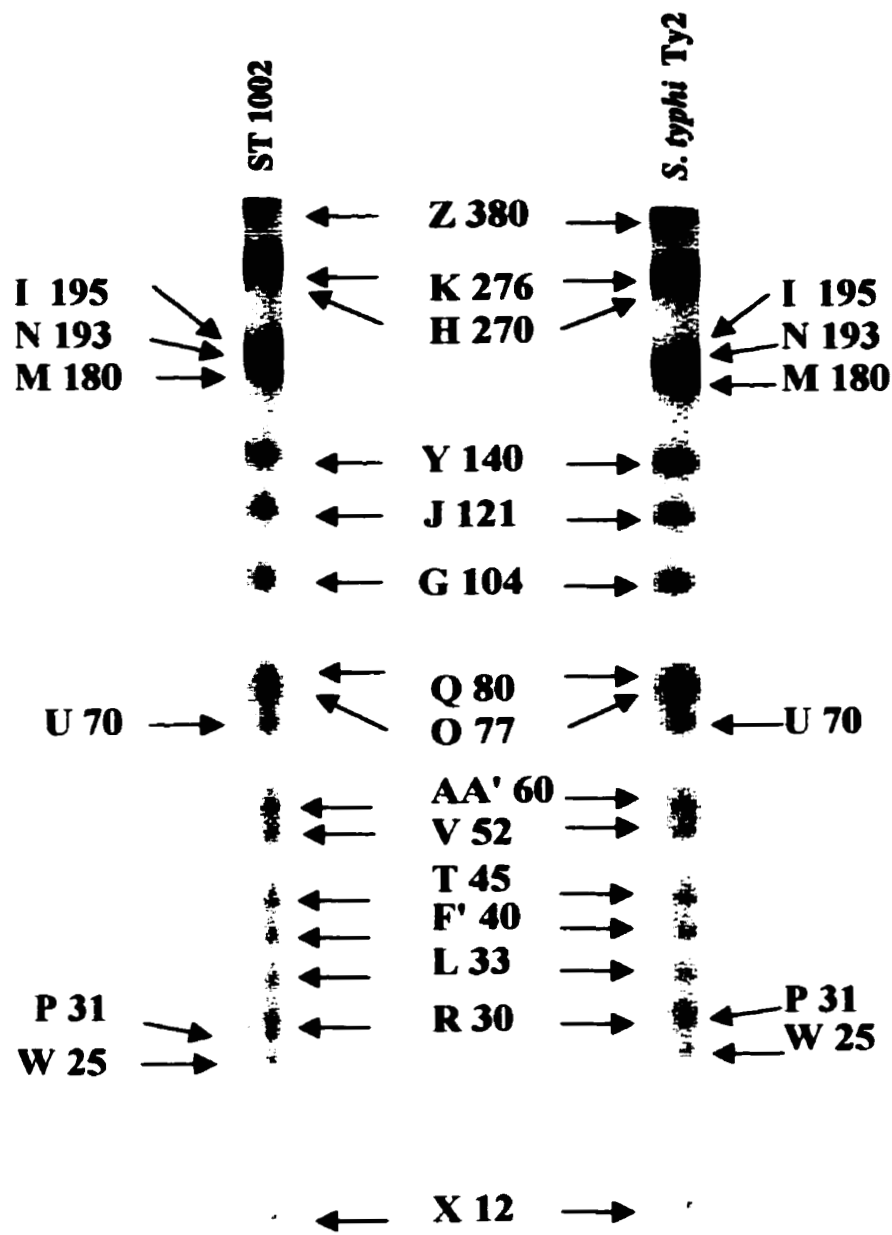 ST 1002
S. typhi Ty2
Z 380
K 276
H 270
I 195
N 193
M 180
I 195
N 193
M 180
Y 140
J 121
G 104
Q 80
O 77
U 70
U 70
AA' 60
V 52
T 45
F' 40
L 33
R 30
P 31
W 25
P 31
W 25
X 12